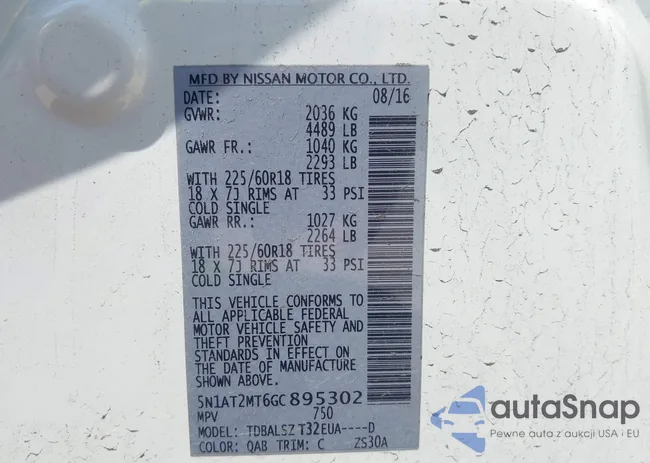 MFD BY NISSAN MOTOR CO., LTD.
DATE: 08/16
GVWR: 2036 KG
4489 LB
GAWR FR.: 1040 KG
2293 LB
WITH 225/60R18 TIRES
18 X 7J RIMS AT 33 PSI
COLD SINGLE
GAWR RR.: 1027 KG
2264 LB
WITH 225/60R18 TIRES
18 X 7J RIMS AT 33 PSI
COLD SINGLE
THIS VEHICLE CONFORMS TO
ALL APPLICABLE FEDERAL
MOTOR VEHICLE SAFETY AND
THEFT PREVENTION
STANDARDS IN EFFECT ON
THE DATE OF MANUFACTURE
SHOWN ABOVE.
5N1AT2MT6GC895302
MPV 750
MODEL: TDBALSZ T32EUA----D
COLOR: QAB TRIM: C ZS30A
autoSnap
Pewne auta z aukcji USA i EU